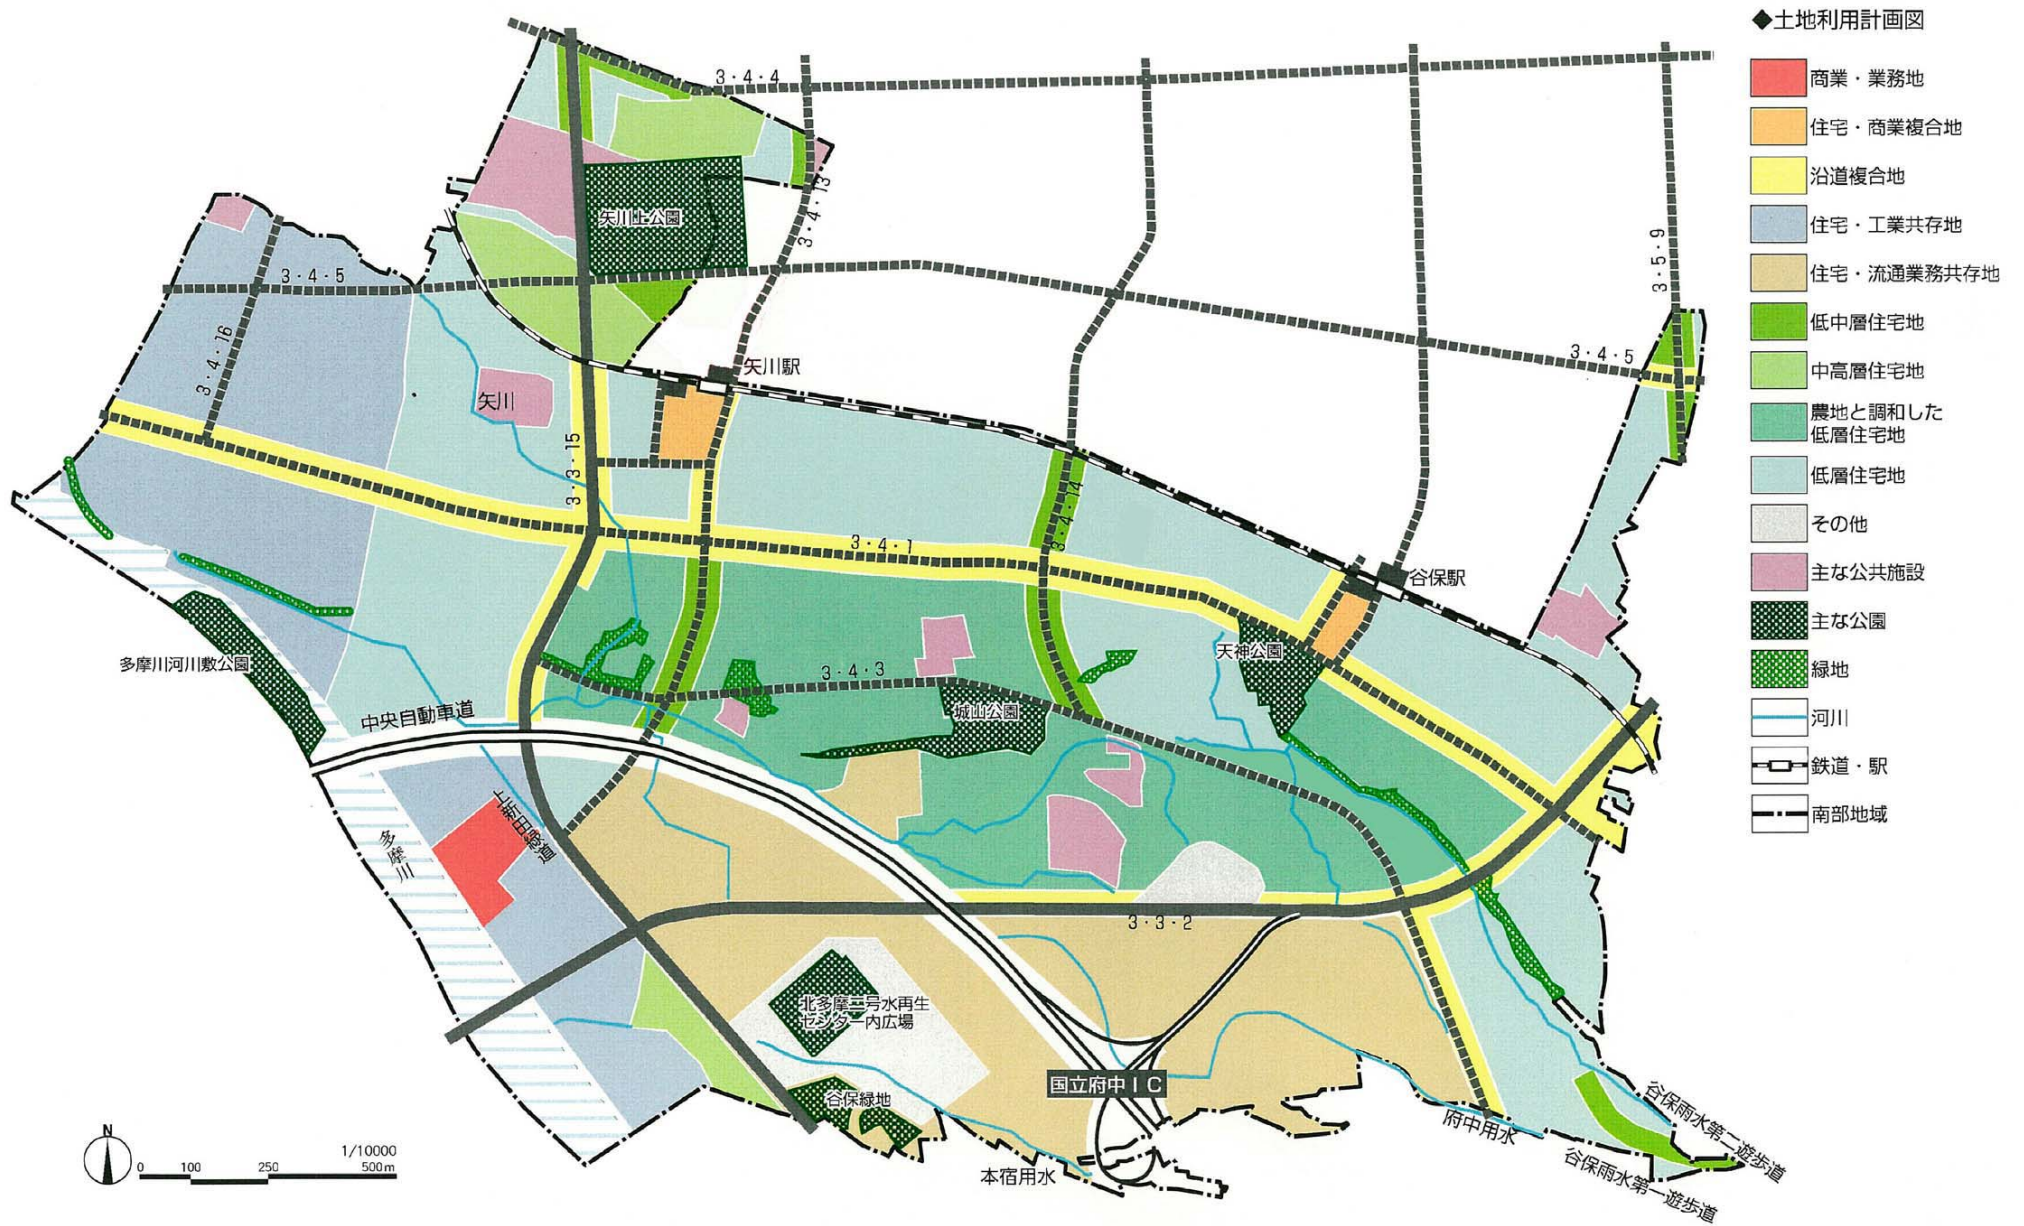 ◆土地利用計画図
商業・業務地
住宅・商業複合地
沿道複合地
住宅・工業共存地
住宅・流通業務共存地
低中層住宅地
中高層住宅地
農地と調和した
低層住宅地
低層住宅地
その他
主な公共施設
主な公園
緑地
河川
鉄道・駅
南部地域
3・4・4
3・4・13
矢川上公園
3・5・9
3・4・5
3・4・16
3・4・5
矢川駅
矢川
3・3・15
3・4・14
3・4・1
谷保駅
天神公園
多摩川河川敷公園
3・4・3
城山公園
中央自動車道
多摩川
3・3・2
北多摩二号水再生
センター内広場
国立府中IC
谷保緑地
本宿用水
府中用水
谷保雨水第二遊歩道
谷保雨水第一遊歩道
N
1/10000
0 100 250 500m